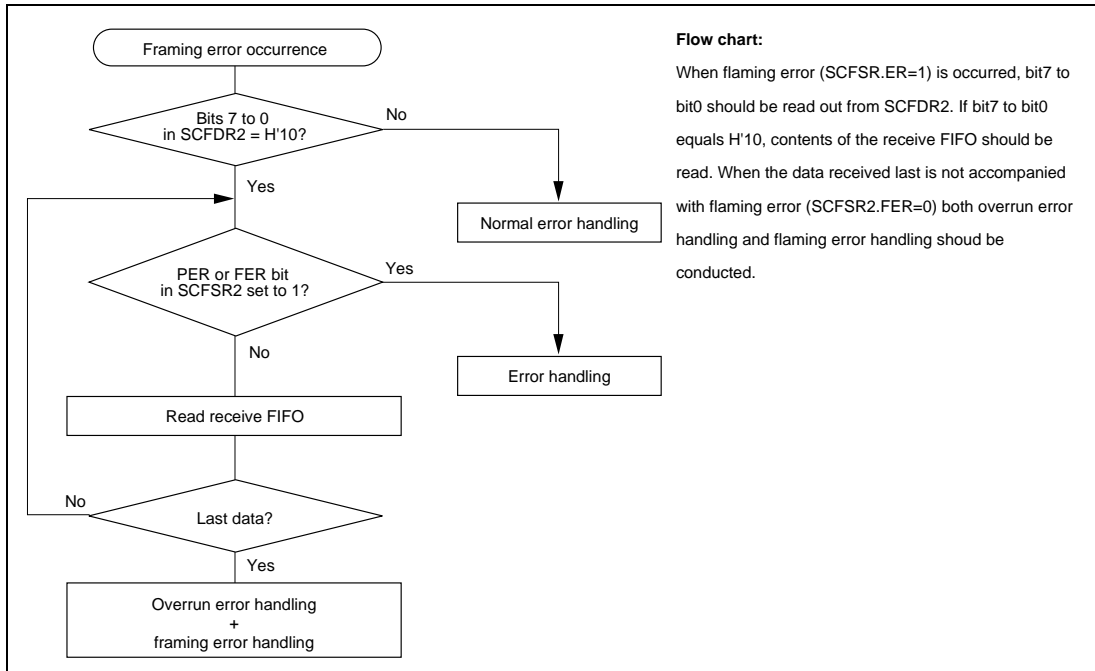 Framing error occurrence
Bits 7 to 0
in SCFDR2 = H'10?
No
Yes
Normal error handling
PER or FER bit
in SCFSR2 set to 1?
Yes
No
Error handling
Read receive FIFO
Last data?
No
Yes
Overrun error handling
+
framing error handling
Flow chart:
When flaming error (SCFSR.ER=1) is occurred, bit7 to
bit0 should be read out from SCFDR2. If bit7 to bit0
equals H'10, contents of the receive FIFO should be
read. When the data received last is not accompanied
with flaming error (SCFSR2.FER=0) both overrun error
handling and flaming error handling shoud be
conducted.